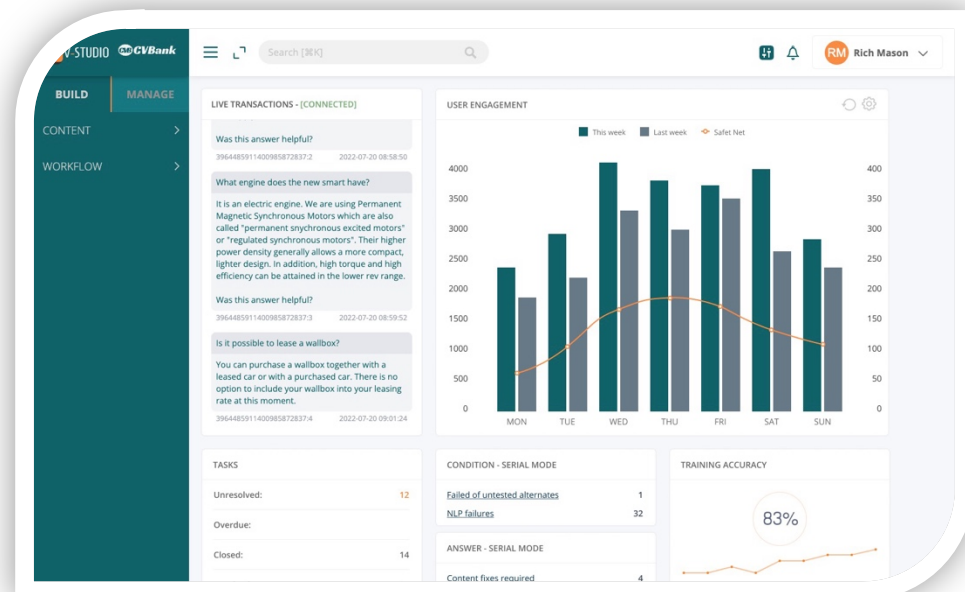 V-STUDIO
CVBank
Search [⌘K]
RM
Rich Mason
BUILD
MANAGE
CONTENT
WORKFLOW
LIVE TRANSACTIONS - [CONNECTED]
Was this answer helpful?
3964485911400985872837:2 2022-07-20 08:58:50
What engine does the new smart have?
It is an electric engine. We are using Permanent
Magnetic Synchronous Motors which are also
called "permanent snychronous excited motors"
or "regulated synchronous motors". Their higher
power density generally allows a more compact,
lighter design. In addition, high torque and high
efficiency can be attained in the lower rev range.
Was this answer helpful?
3964485911400985872837:3 2022-07-20 08:59:52
Is it possible to lease a wallbox?
You can purchase a wallbox together with a
leased car or with a purchased car. There is no
option to include your wallbox into your leasing
rate at this moment.
3964485911400985872837:4 2022-07-20 09:01:24
USER ENGAGEMENT
This week Last week Safet Net
4000 400
3500 350
3000 300
2500 250
2000 200
1500 150
1000 100
500 50
0 0
MON TUE WED THU FRI SAT SUN
TASKS
Unresolved: 12
Overdue:
Closed: 14
CONDITION - SERIAL MODE
Failed of untested alternates 1
NLP failures 32
ANSWER - SERIAL MODE
Content fixes required 4
TRAINING ACCURACY
83%